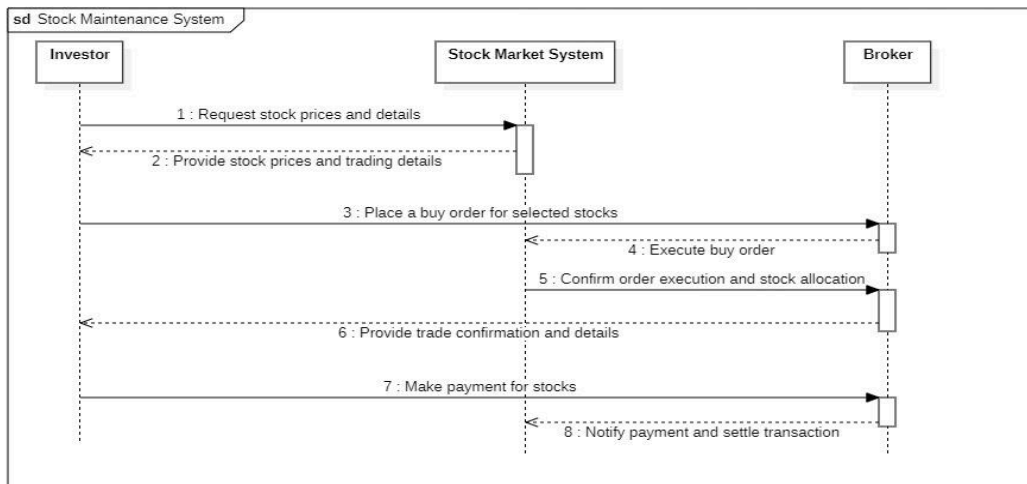 sd Stock Maintenance System
Investor
Stock Market System
Broker
1 : Request stock prices and details
2 : Provide stock prices and trading details
3 : Place a buy order for selected stocks
4 : Execute buy order
5 : Confirm order execution and stock allocation
6 : Provide trade confirmation and details
7 : Make payment for stocks
8 : Notify payment and settle transaction